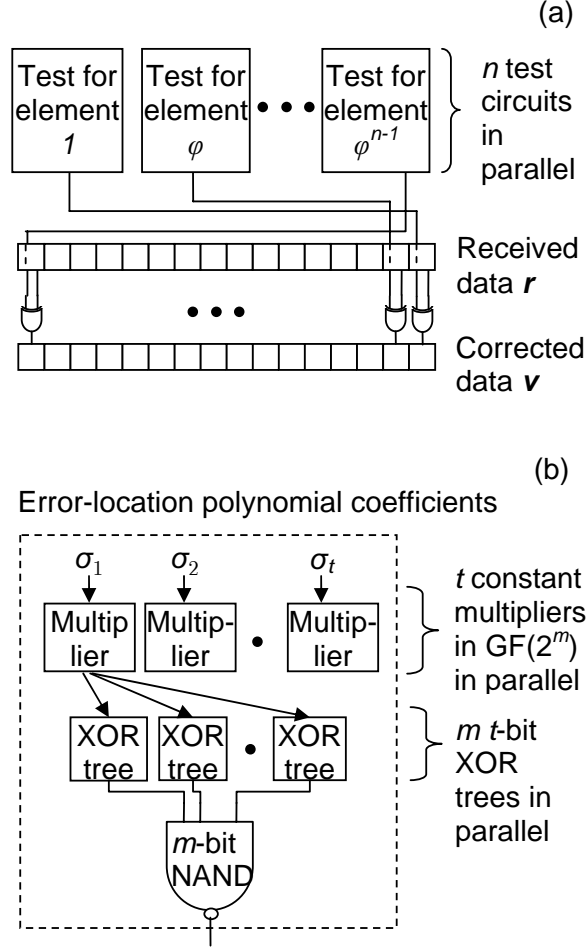 (a)
Test for
element
1
Test for
element
φ
Test for
element
φⁿ⁻¹
n test
circuits
in
parallel
Received
data r
Corrected
data v
(b)
Error-location polynomial coefficients
σ₁
σ₂
σₜ
Multip
lier
Multip-
lier
Multip-
lier
t constant
multipliers
in GF(2ᵐ)
in parallel
XOR
tree
XOR
tree
XOR
tree
m t-bit
XOR
trees in
parallel
m-bit
NAND